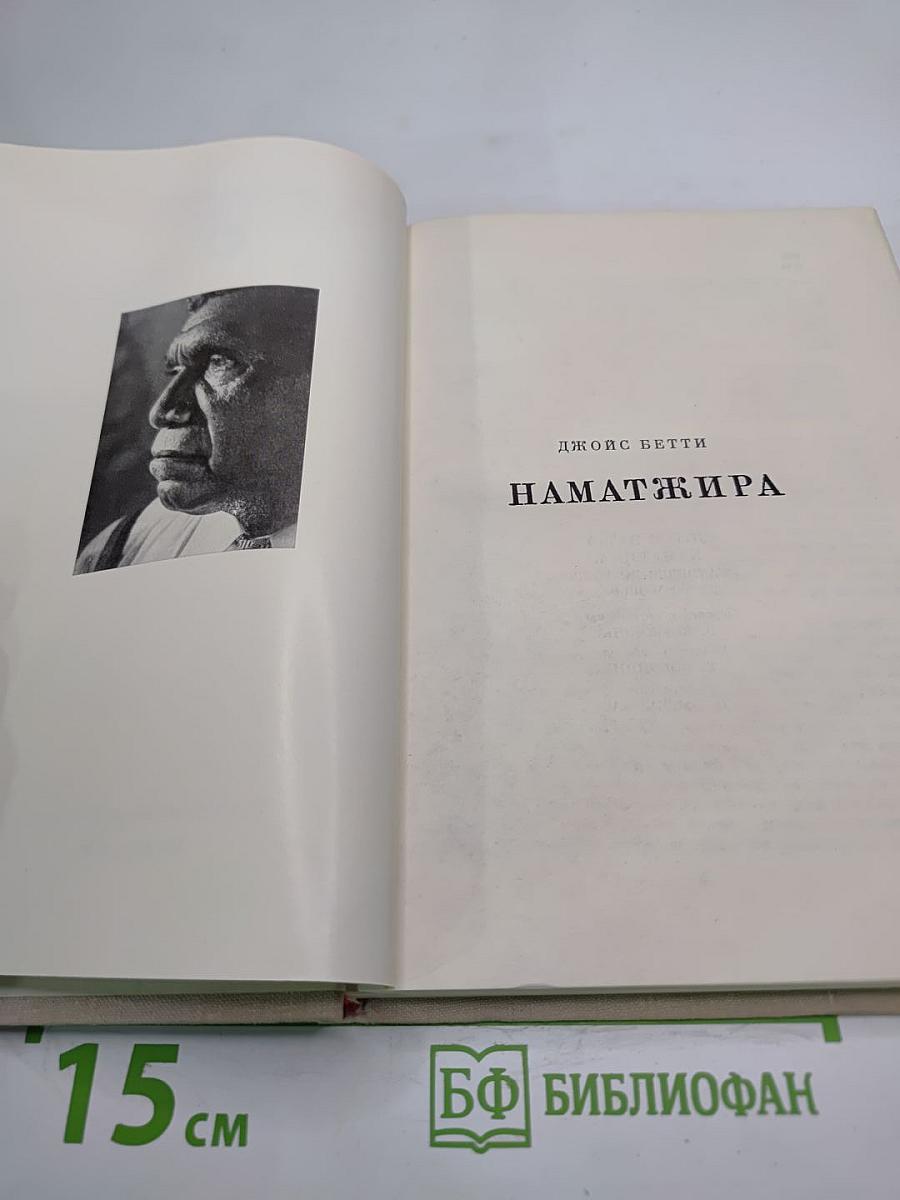 ДЖОЙС БЕТТИ
НАМАТЖИРА
15 см
БФ БИБЛИОФАН